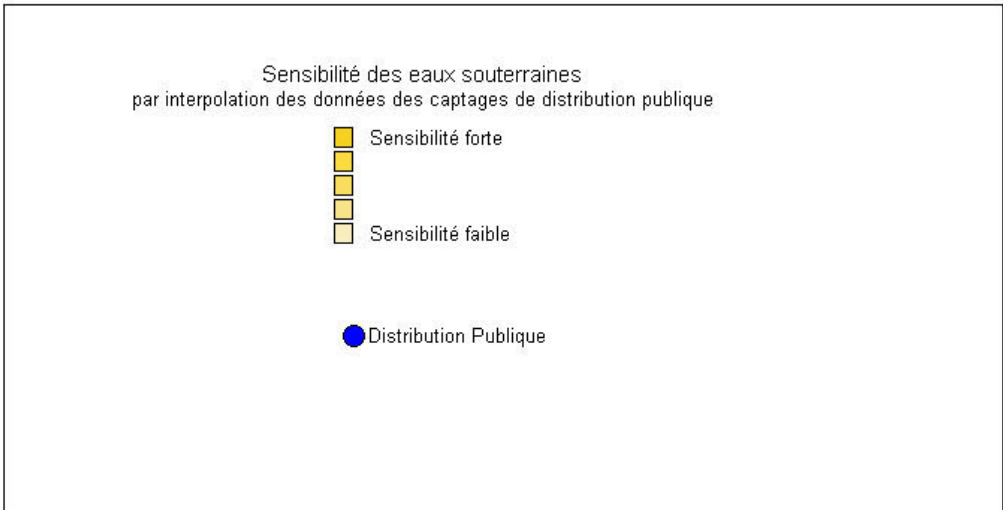 Sensibilité des eaux souterraines
par interpolation des données des captages de distribution publique
Sensibilité forte
Sensibilité faible
Distribution Publique